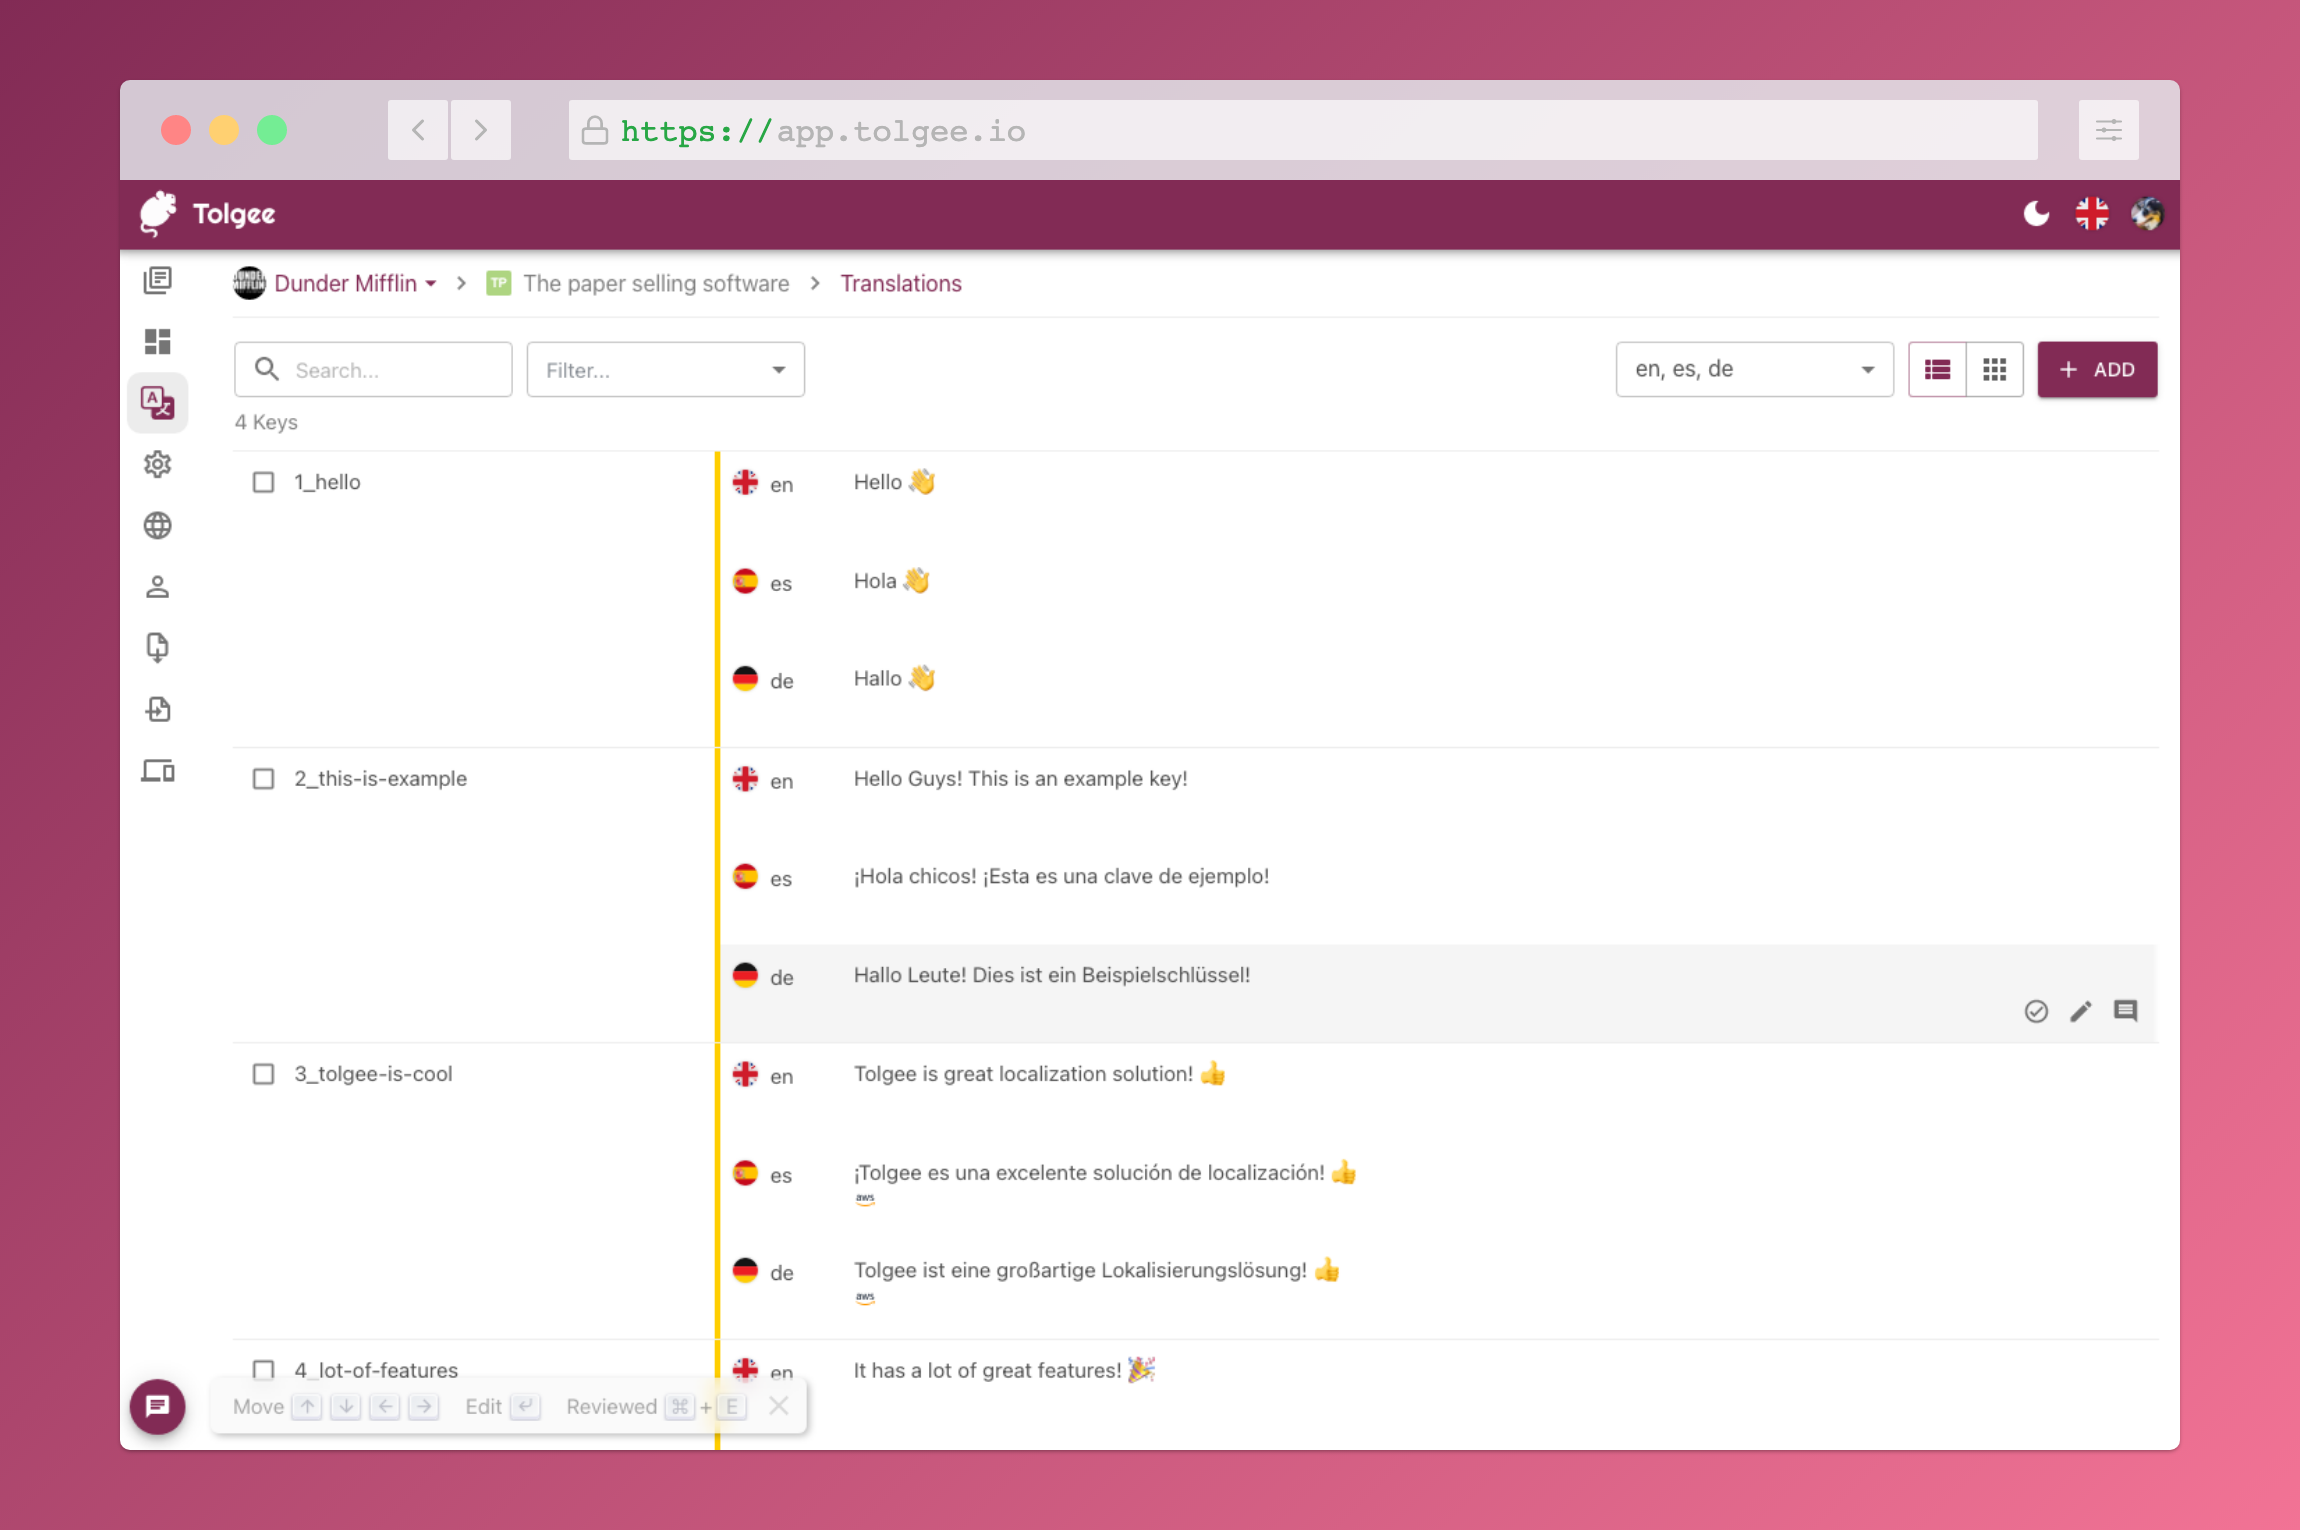 https://app.tolgee.io
Tolgee
Dunder Mifflin > TP The paper selling software > Translations
Search... Filter... en, es, de + ADD
4 Keys
1_hello en Hello 👋
es Hola 👋
de Hallo 👋
2_this-is-example en Hello Guys! This is an example key!
es ¡Hola chicos! ¡Esta es una clave de ejemplo!
de Hallo Leute! Dies ist ein Beispielschlüssel!
3_tolgee-is-cool en Tolgee is great localization solution! 👍
es ¡Tolgee es una excelente solución de localización! 👍
aws
de Tolgee ist eine großartige Lokalisierungslösung! 👍
aws
4_lot-of-features en It has a lot of great features! 🎉
Move ↑ ↓ ← → Edit ↵ Reviewed ⌘ + E